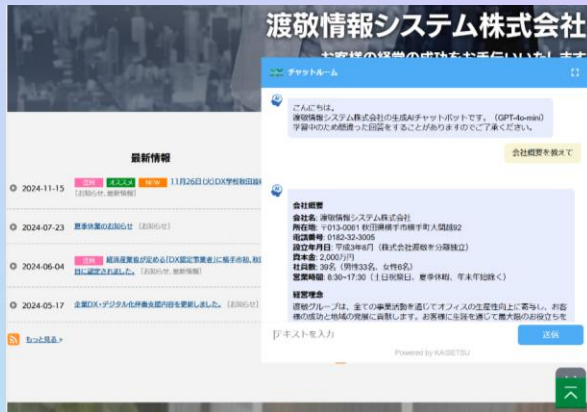 渡敬情報システム株式会社
お客様の経営の成功をお手伝いいたします
チャットルーム
こんにちは。
渡敬情報システム株式会社の生成AIチャットボットです。（GPT-4o-mini）
学習中のため間違った回答をすることがありますのでご了承ください。
会社概要を教えて
会社概要
会社名: 渡敬情報システム株式会社
所在地: 〒013-0061 秋田県横手市横手町大関越92
電話番号: 0182-32-3005
設立年月日: 平成3年8月（株式会社渡敬を分離独立）
資本金: 2,000万円
社員数: 39名（男性33名、女性6名）
営業時間: 8:30~17:30（土日祝祭日、夏季休暇、年末年始除く）
経営理念
渡敬グループは、全ての事業活動を通じてオフィスの生産性向上に寄与し、お客
様の成功と地域の発展に貢献します。お客様に生涯を通じて最大限のお役立ちを
テキストを入力
送信
Powered by KAISETSU
最新情報
2024-11-15
オススメ
NEW
11月26日(火)DX学校秋田
[お知らせ, 最新情報]
2024-07-23
夏季休業のお知らせ [お知らせ]
2024-06-04
経済産業省が定める「DX認定事業者」に横手市初、秋
目に認定されました。 [お知らせ, 最新情報]
2024-05-17
企業DX・デジタル化伴走支援内容を更新しました。 [お知らせ]
もっと見る »